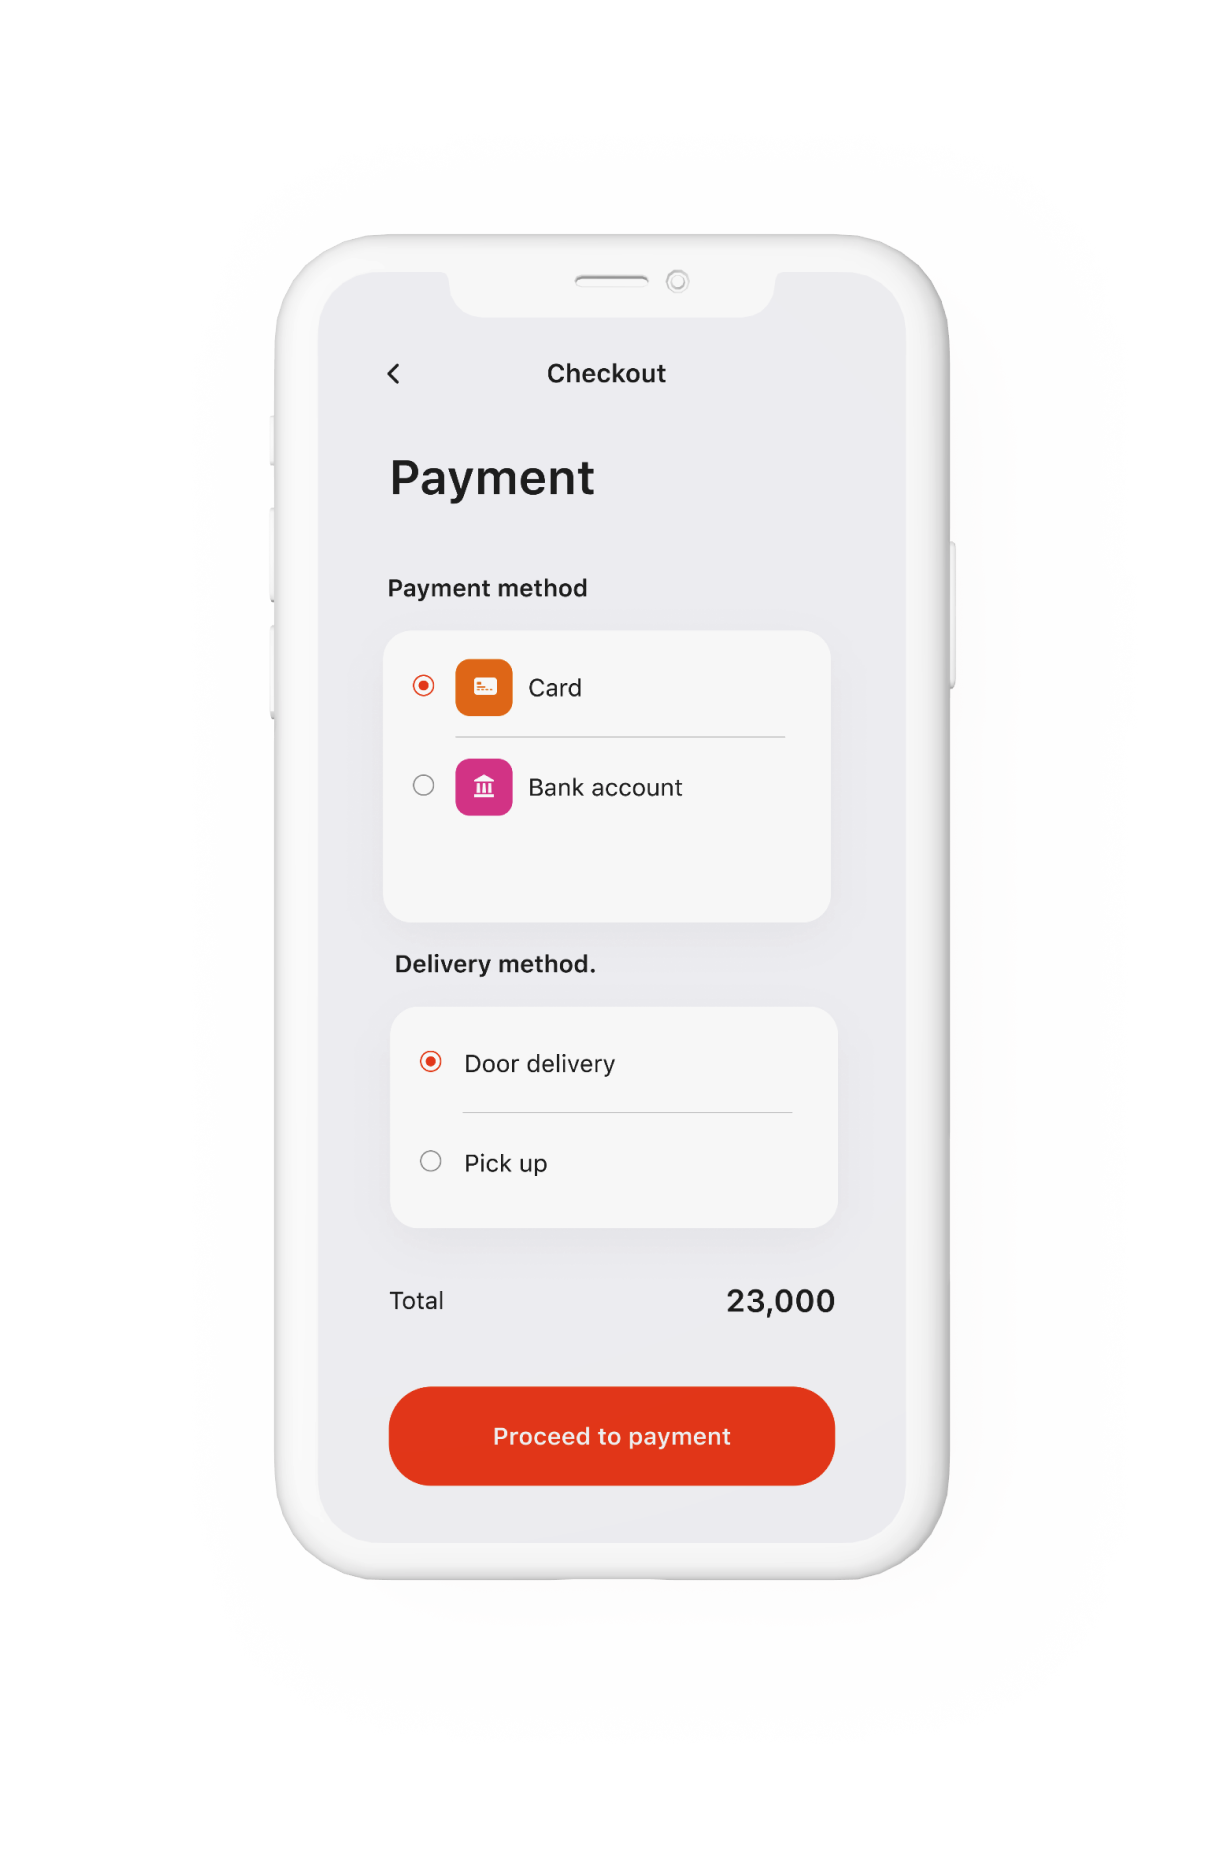 Checkout
Payment
Payment method
Card
Bank account
Delivery method.
Door delivery
Pick up
Total 23,000
Proceed to payment